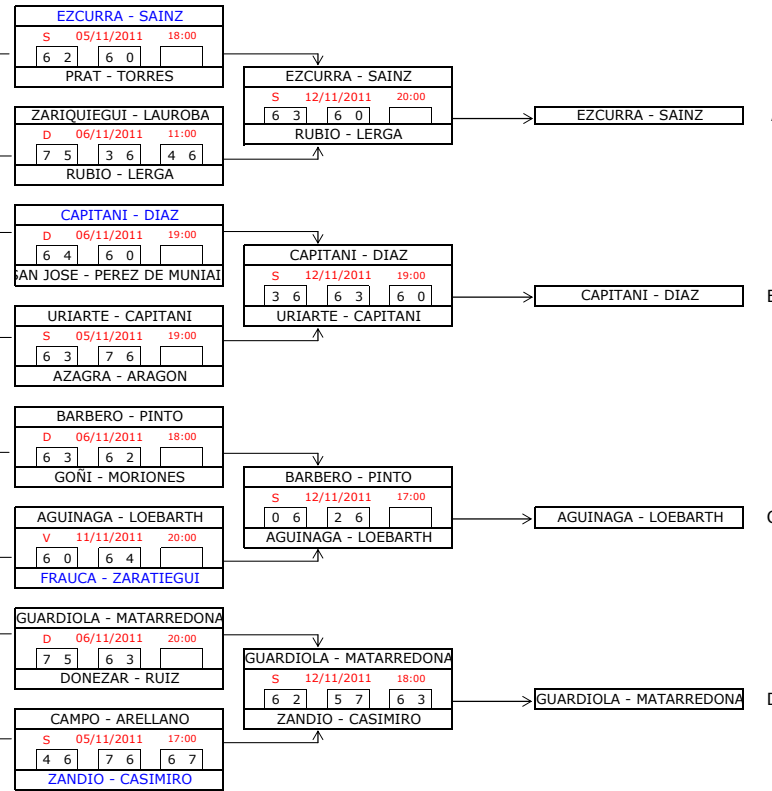 EZCURRA - SAINZ
S 05/11/2011 18:00
6 2 6 0
PRAT - TORRES
ZARIQUIEGUI - LAUROBA
D 06/11/2011 11:00
7 5 3 6 4 6
RUBIO - LERGA
CAPITANI - DIAZ
D 06/11/2011 19:00
6 4 6 0
SAN JOSE - PEREZ DE MUNIAI
URIARTE - CAPITANI
S 05/11/2011 19:00
6 3 7 6
AZAGRA - ARAGON
BARBERO - PINTO
D 06/11/2011 18:00
6 3 6 2
GOÑI - MORIONES
AGUINAGA - LOEBARTH
V 11/11/2011 20:00
6 0 6 4
FRAUCA - ZARATIEGUI
GUARDIOLA - MATARREDONA
D 06/11/2011 20:00
7 5 6 3
DONEZAR - RUIZ
CAMPO - ARELLANO
S 05/11/2011 17:00
4 6 7 6 6 7
ZANDIO - CASIMIRO
EZCURRA - SAINZ
S 12/11/2011 20:00
6 3 6 0
RUBIO - LERGA
CAPITANI - DIAZ
S 12/11/2011 19:00
3 6 6 3 6 0
URIARTE - CAPITANI
BARBERO - PINTO
S 12/11/2011 17:00
0 6 2 6
AGUINAGA - LOEBARTH
GUARDIOLA - MATARREDONA
S 12/11/2011 18:00
6 2 5 7 6 3
ZANDIO - CASIMIRO
EZCURRA - SAINZ
CAPITANI - DIAZ
AGUINAGA - LOEBARTH
GUARDIOLA - MATARREDONA